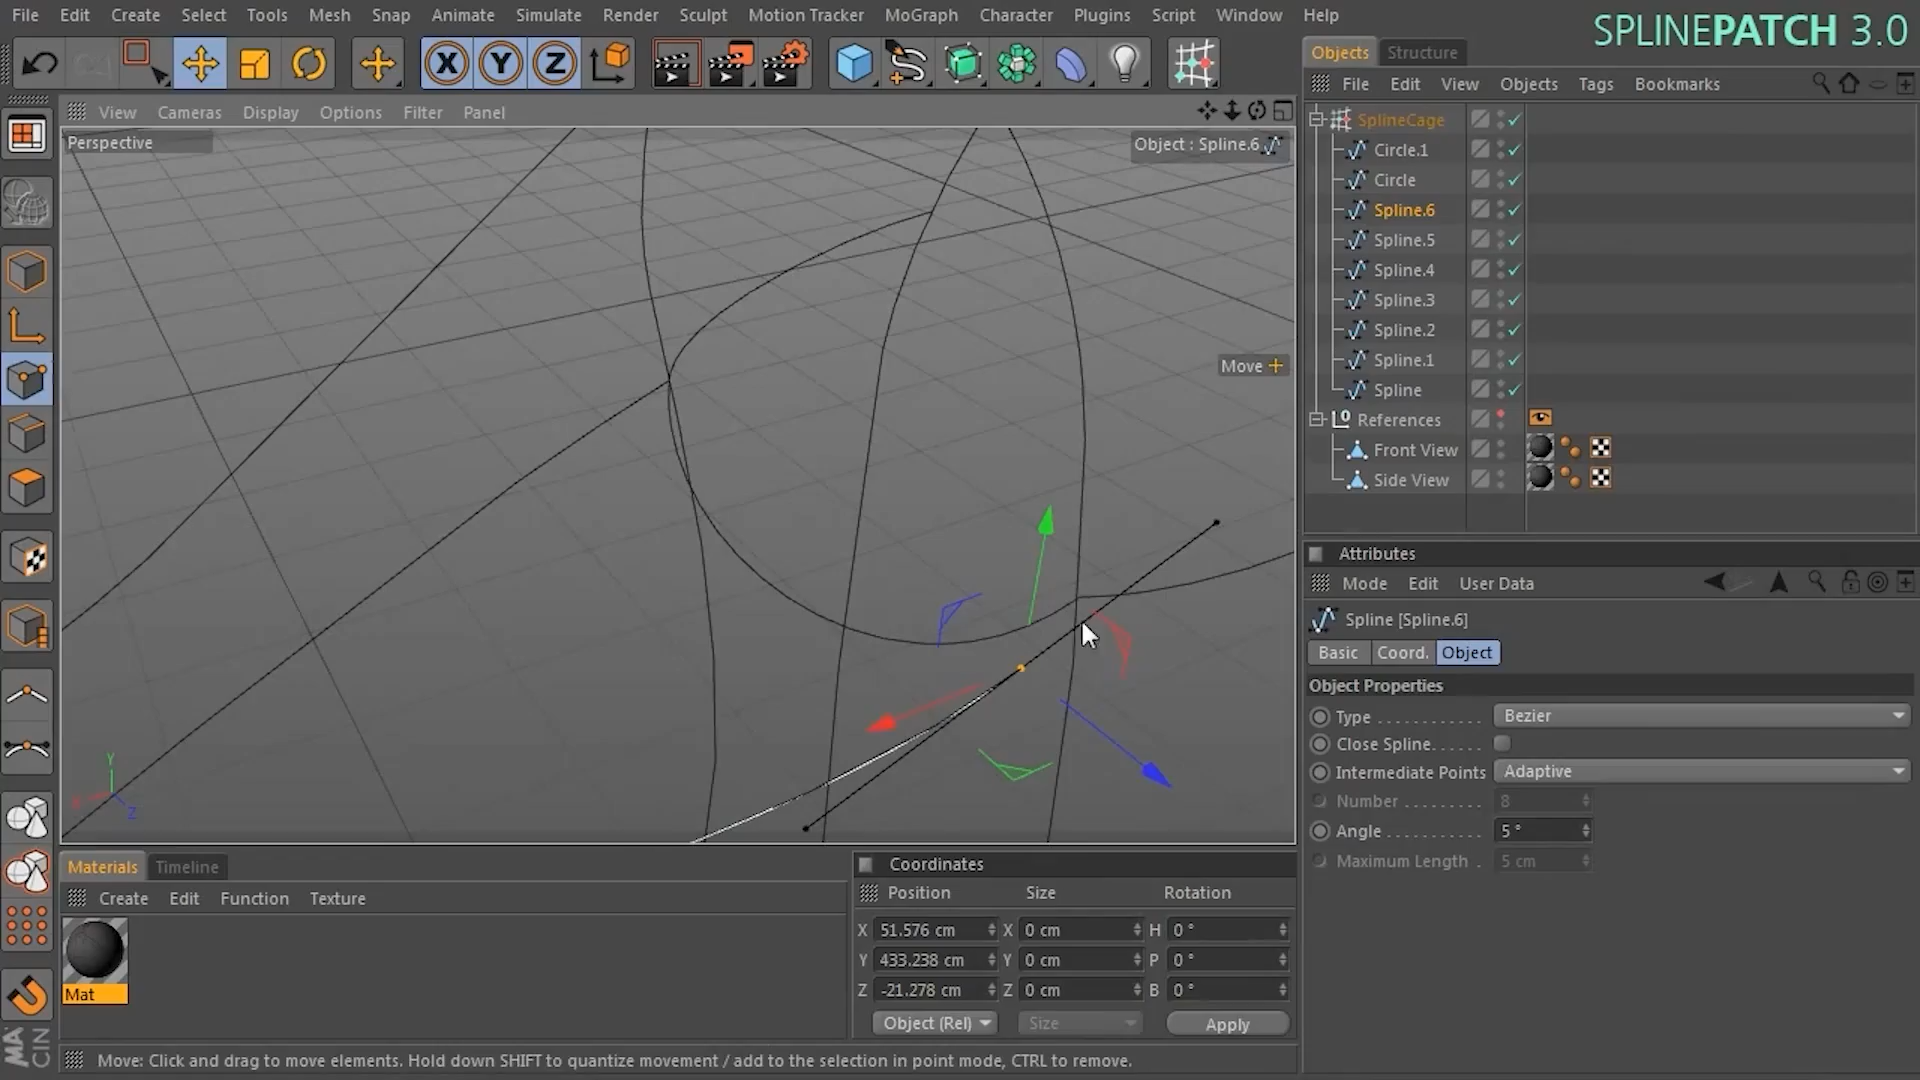 File Edit Create Select Tools Mesh Snap Animate Simulate Render Sculpt Motion Tracker MoGraph Character Plugins Script Window Help
SPLINEPATCH 3.0
X Y Z
Objects Structure
File Edit View Objects Tags Bookmarks
View Cameras Display Options Filter Panel
Perspective
Object : Spline.6
Move
Y
X
Z
SplineCage
Circle.1
Circle
Spline.6
Spline.5
Spline.4
Spline.3
Spline.2
Spline.1
Spline
References
Front View
Side View
Attributes
Mode Edit User Data
Spline [Spline.6]
Basic Coord. Object
Object Properties
Type . . . . . . . . . . . Bezier
Close Spline. . . . . .
Intermediate Points Adaptive
Number . . . . . . . . . 8
Angle . . . . . . . . . . 5 °
Maximum Length . 5 cm
Materials Timeline
Create Edit Function Texture
Mat
Coordinates
Position Size Rotation
X 51.576 cm X 0 cm H 0 °
Y 433.238 cm Y 0 cm P 0 °
Z -21.278 cm Z 0 cm B 0 °
Object (Rel) Size Apply
Move: Click and drag to move elements. Hold down SHIFT to quantize movement / add to the selection in point mode, CTRL to remove.